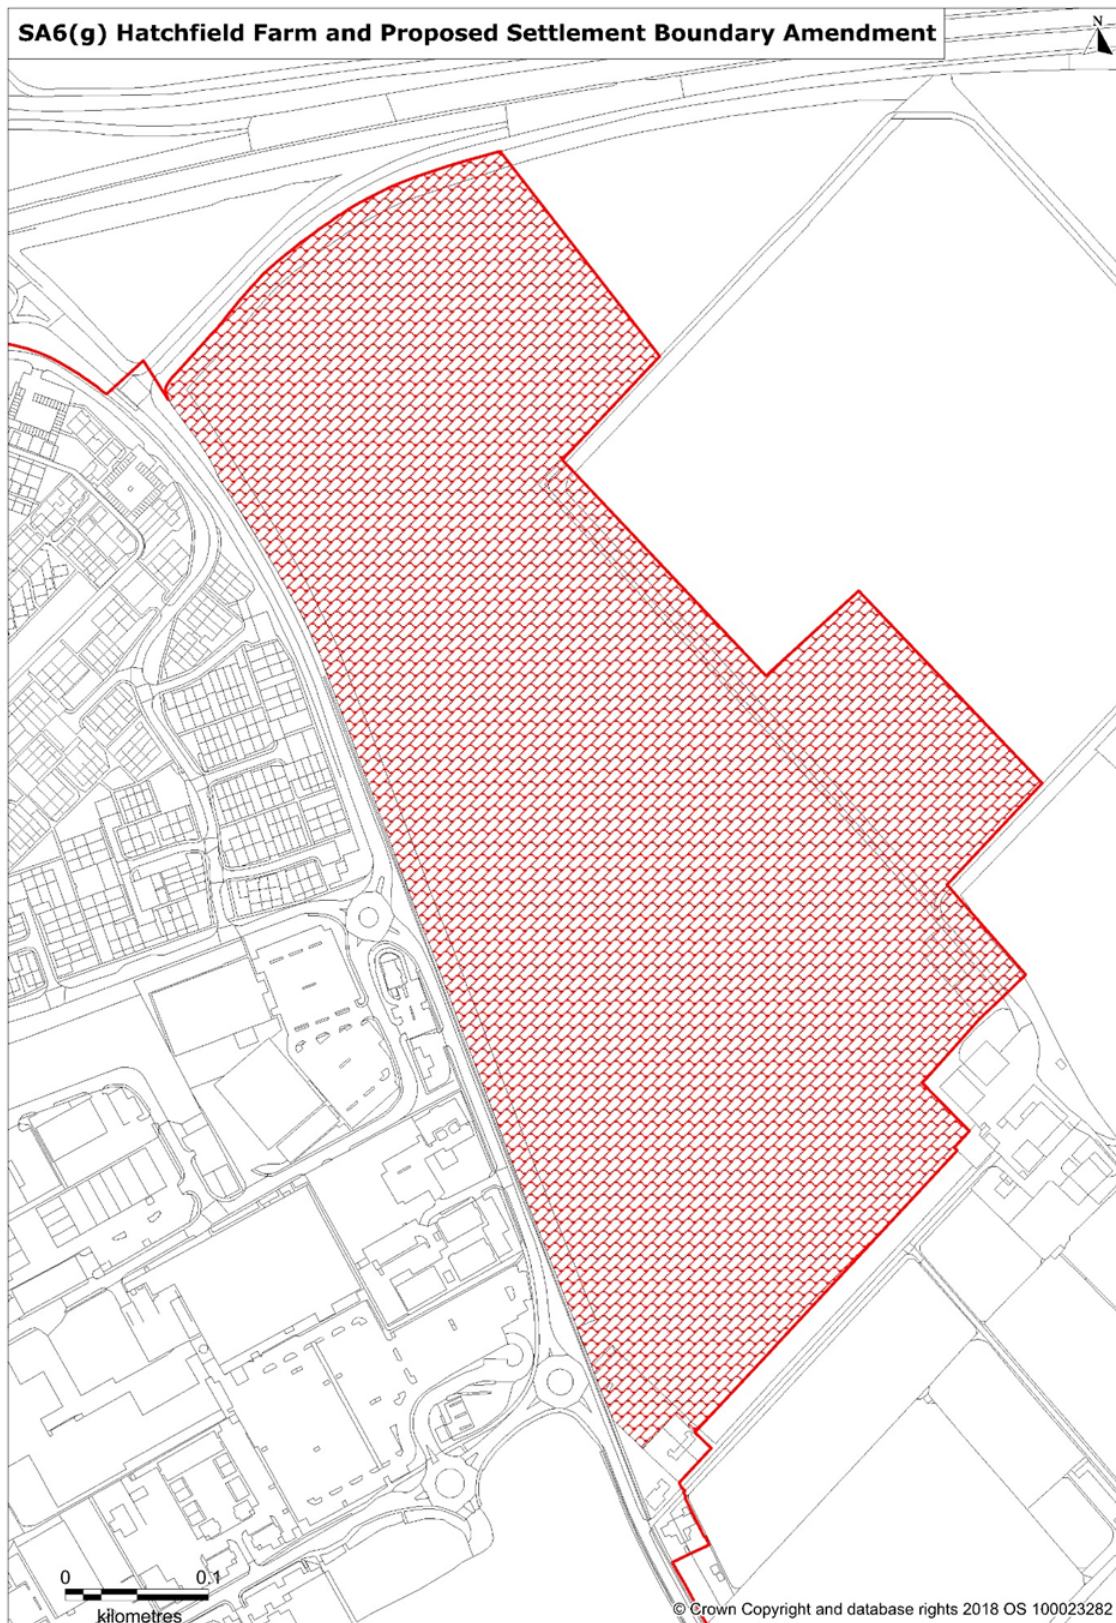 SA6(g) Hatchfield Farm and Proposed Settlement Boundary Amendment
N
0 0.1
kilometres
© Crown Copyright and database rights 2018 OS 100023282